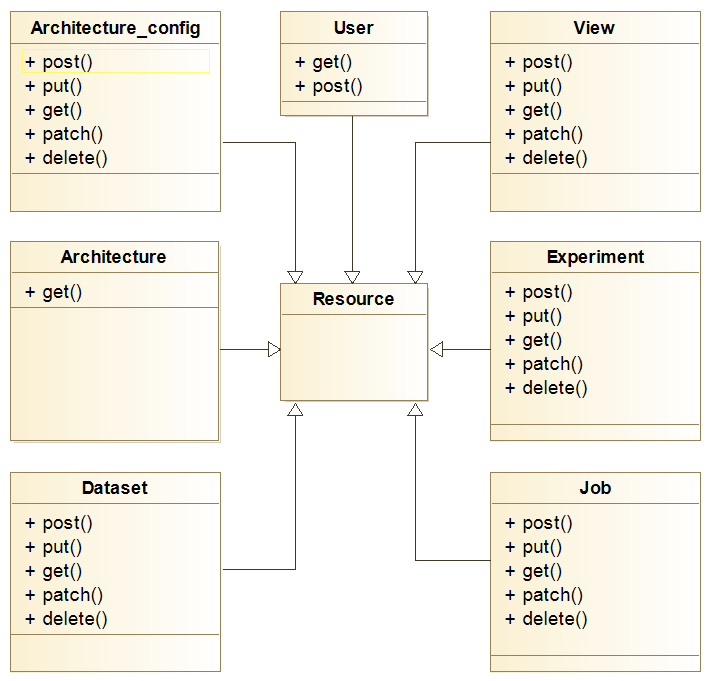 Architecture_config
+ post()
+ put()
+ get()
+ patch()
+ delete()
User
+ get()
+ post()
View
+ post()
+ put()
+ get()
+ patch()
+ delete()
Architecture
+ get()
Resource
Experiment
+ post()
+ put()
+ get()
+ patch()
+ delete()
Dataset
+ post()
+ put()
+ get()
+ patch()
+ delete()
Job
+ post()
+ put()
+ get()
+ patch()
+ delete()